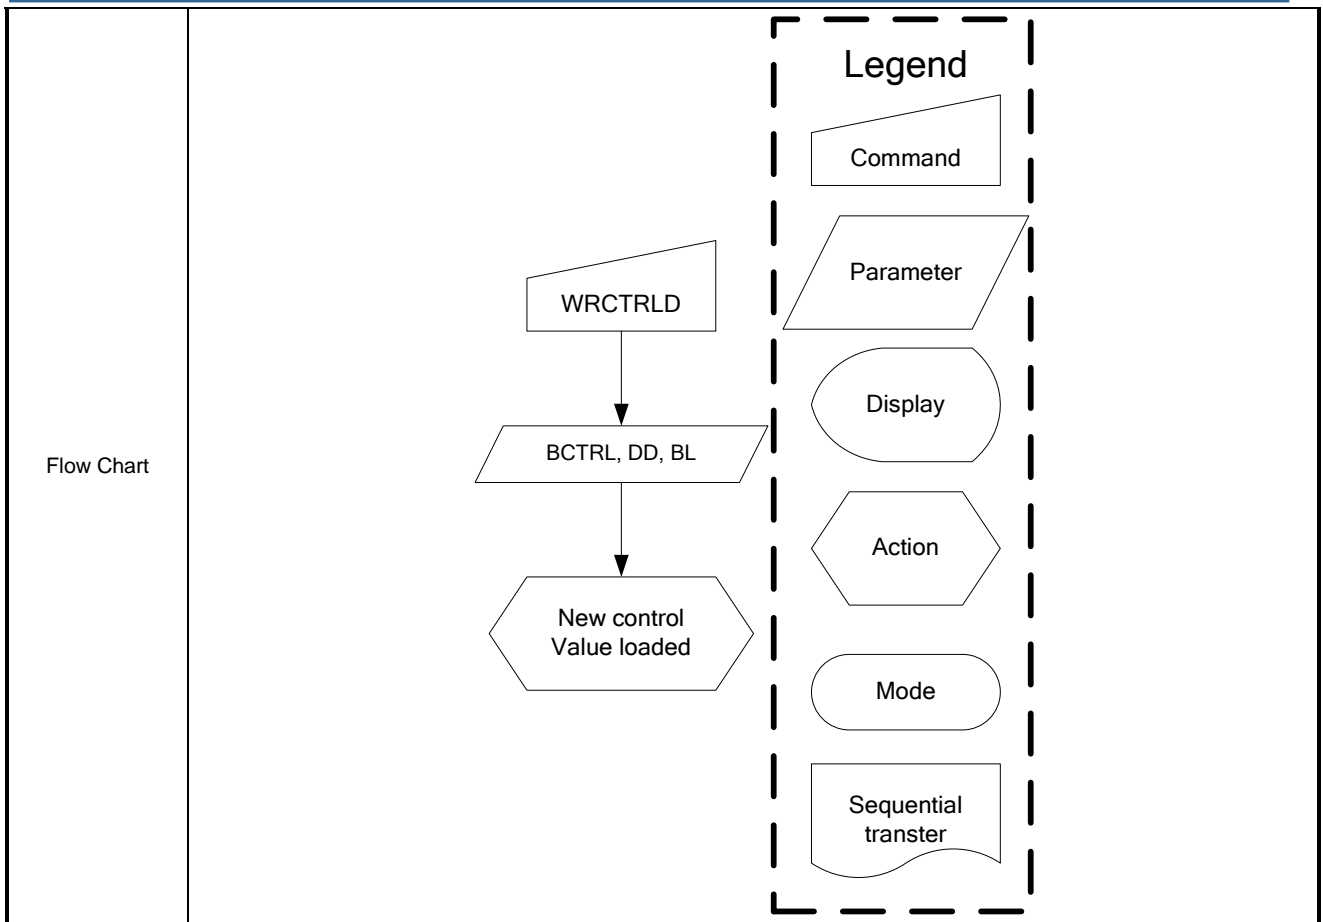 Flow Chart
WRCTRLD
BCTRL, DD, BL
New control
Value loaded
Legend
Command
Parameter
Display
Action
Mode
Sequential
transter